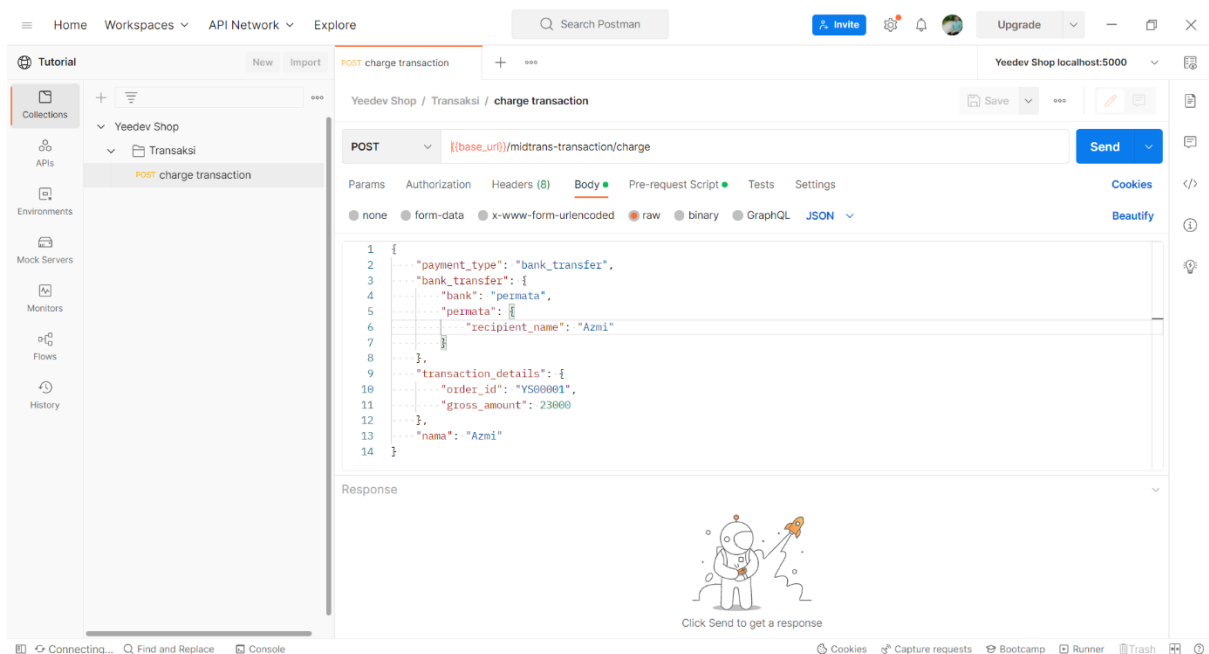 Home Workspaces API Network Explore Search Postman Invite Upgrade
Tutorial New Import POST charge transaction Yeedev Shop localhost:5000
Collections
APIs
Environments
Mock Servers
Monitors
Flows
History
Yeedev Shop
Transaksi
POST charge transaction
Yeedev Shop / Transaksi / charge transaction Save
POST {{base_url}}/midtrans-transaction/charge Send
Params Authorization Headers (8) Body Pre-request Script Tests Settings Cookies
none form-data x-www-form-urlencoded raw binary GraphQL JSON Beautify
1 {
2 "payment_type": "bank_transfer",
3 "bank_transfer": {
4 "bank": "permata",
5 "permata": {
6 "recipient_name": "Azmi"
7 }
8 },
9 "transaction_details": {
10 "order_id": "YS00001",
11 "gross_amount": 23000
12 },
13 "nama": "Azmi"
14 }
Response
Click Send to get a response
Connecting... Find and Replace Console Cookies Capture requests Bootcamp Runner Trash